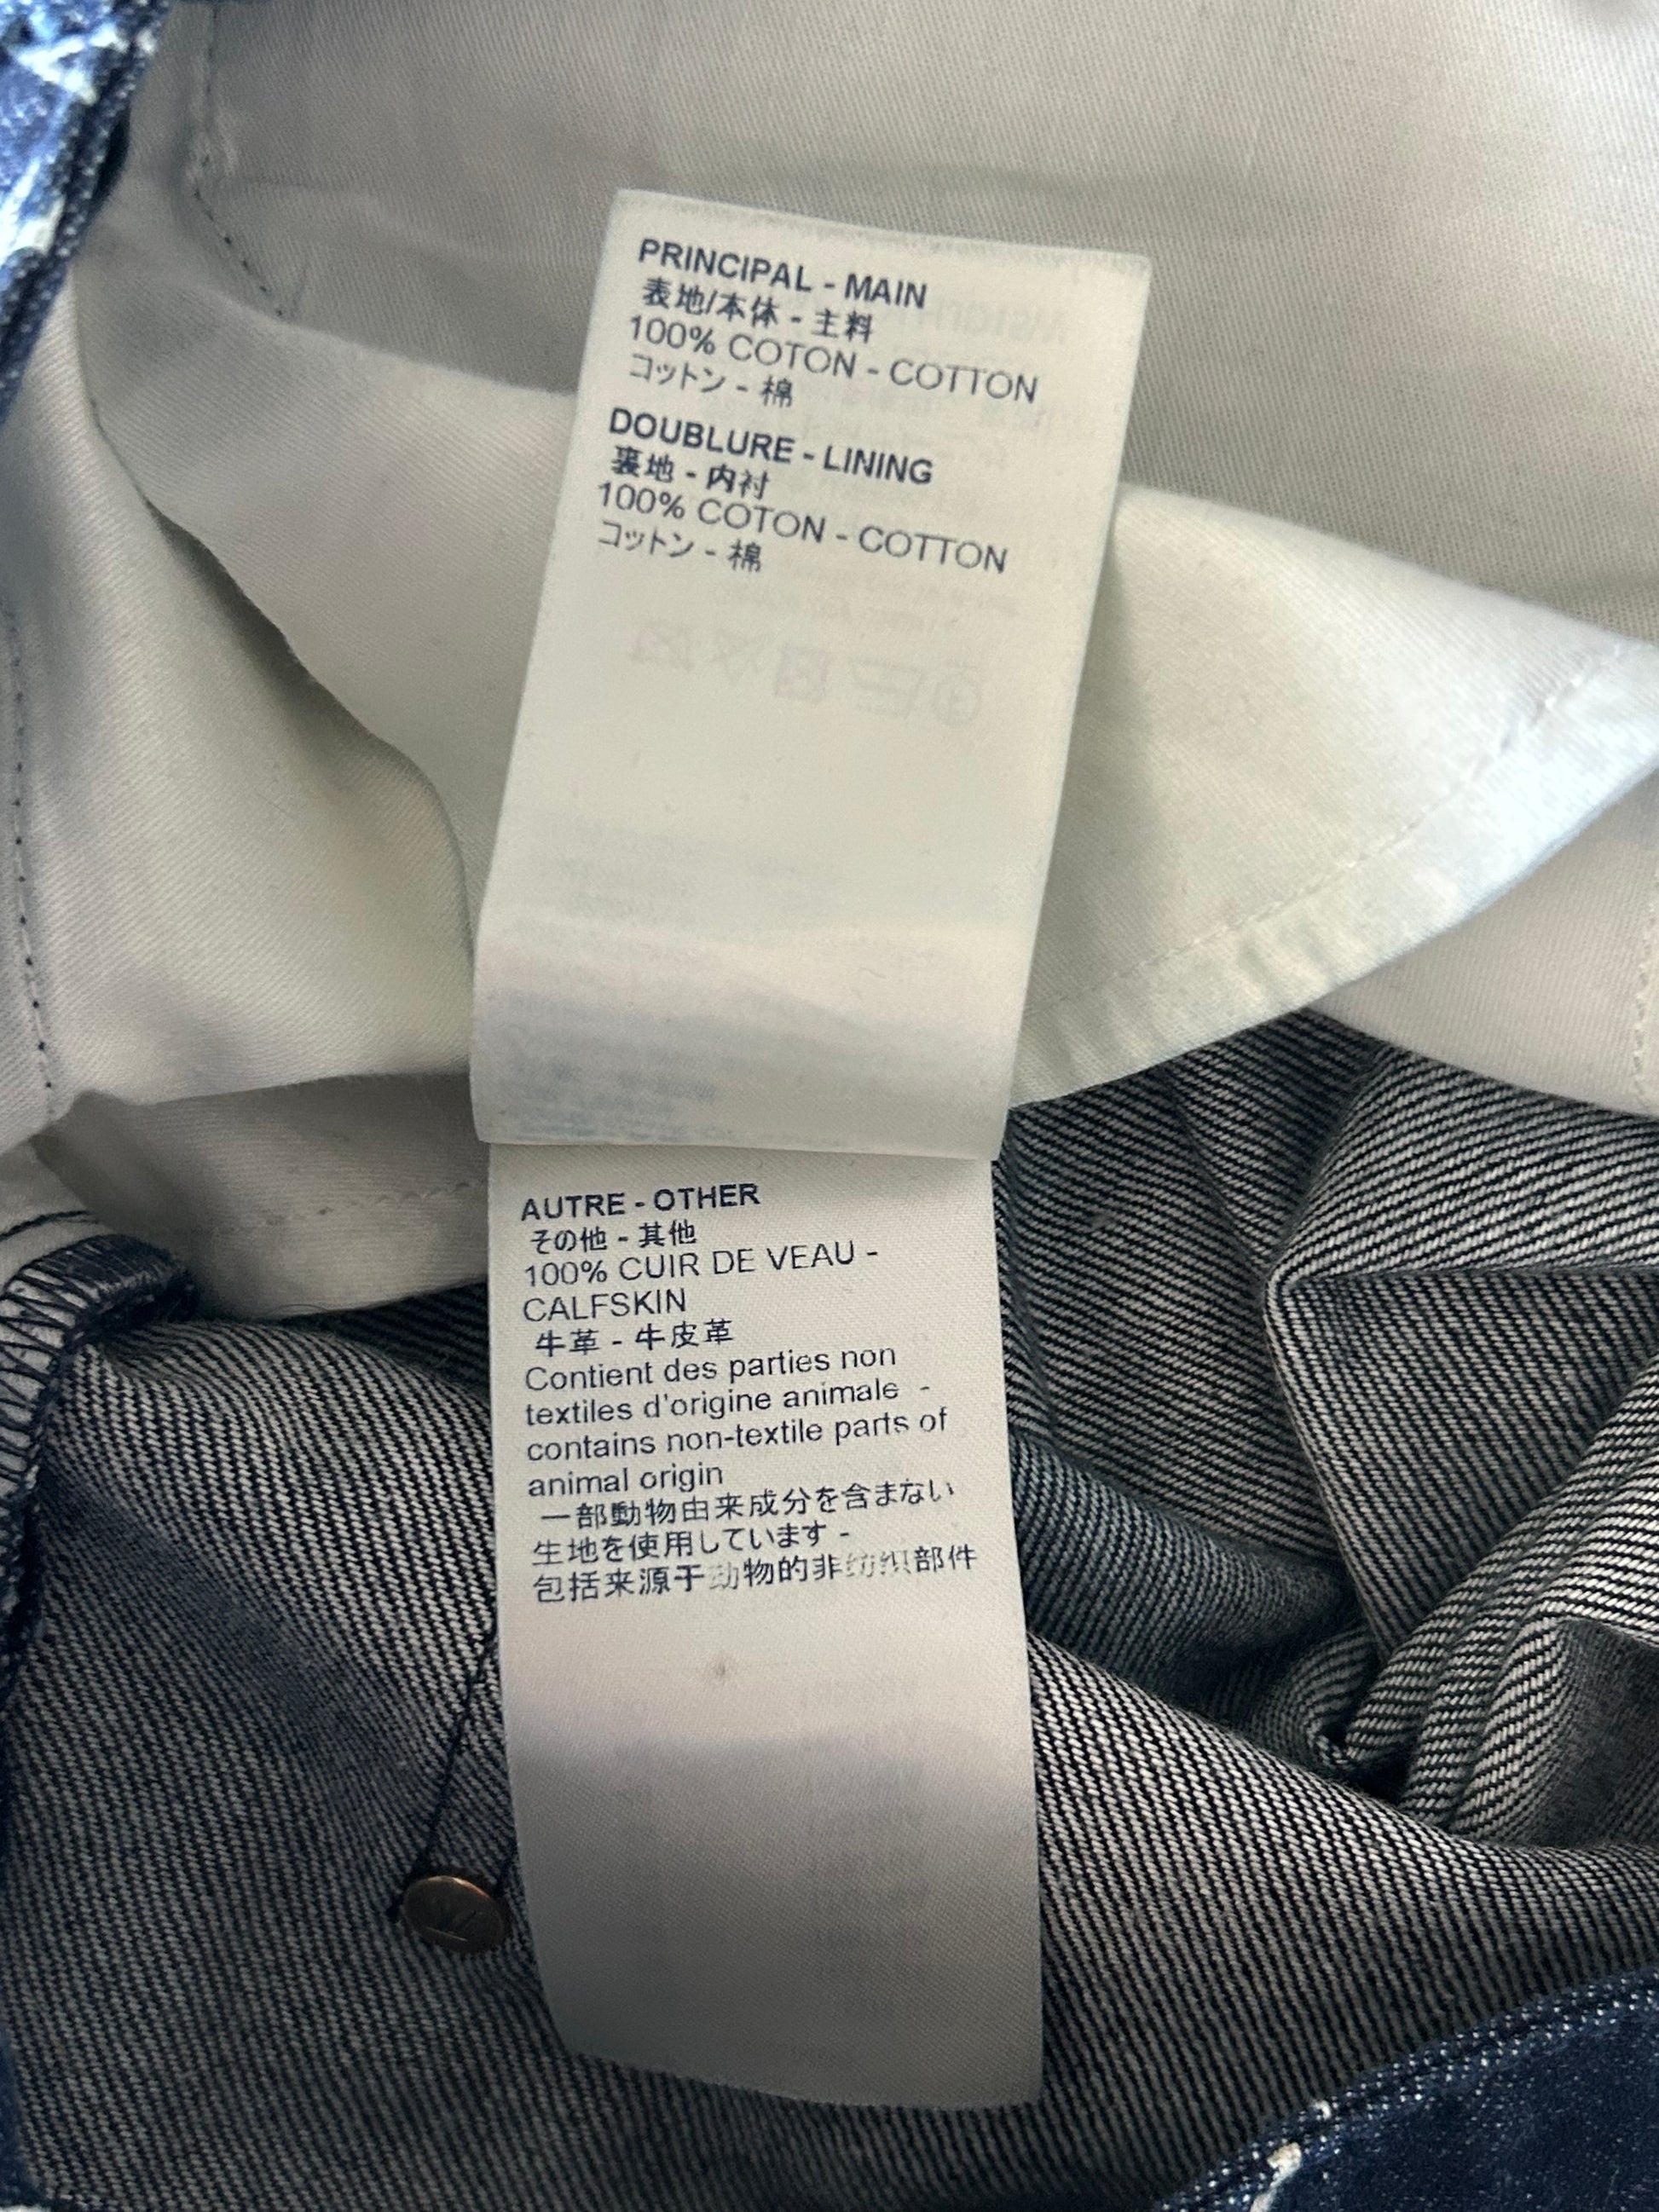 PRINCIPAL - MAIN
表地/本体 - 主料
100% COTON - COTTON
コットン - 棉
DOUBLURE - LINING
裏地 - 内衬
100% COTON - COTTON
コットン - 棉
AUTRE - OTHER
その他 - 其他
100% CUIR DE VEAU -
CALFSKIN
牛革 - 牛皮革
Contient des parties non
textiles d'origine animale -
contains non-textile parts of
animal origin
一部動物由来成分を含まない
生地を使用しています -
包括来源于动物的非纺织部件